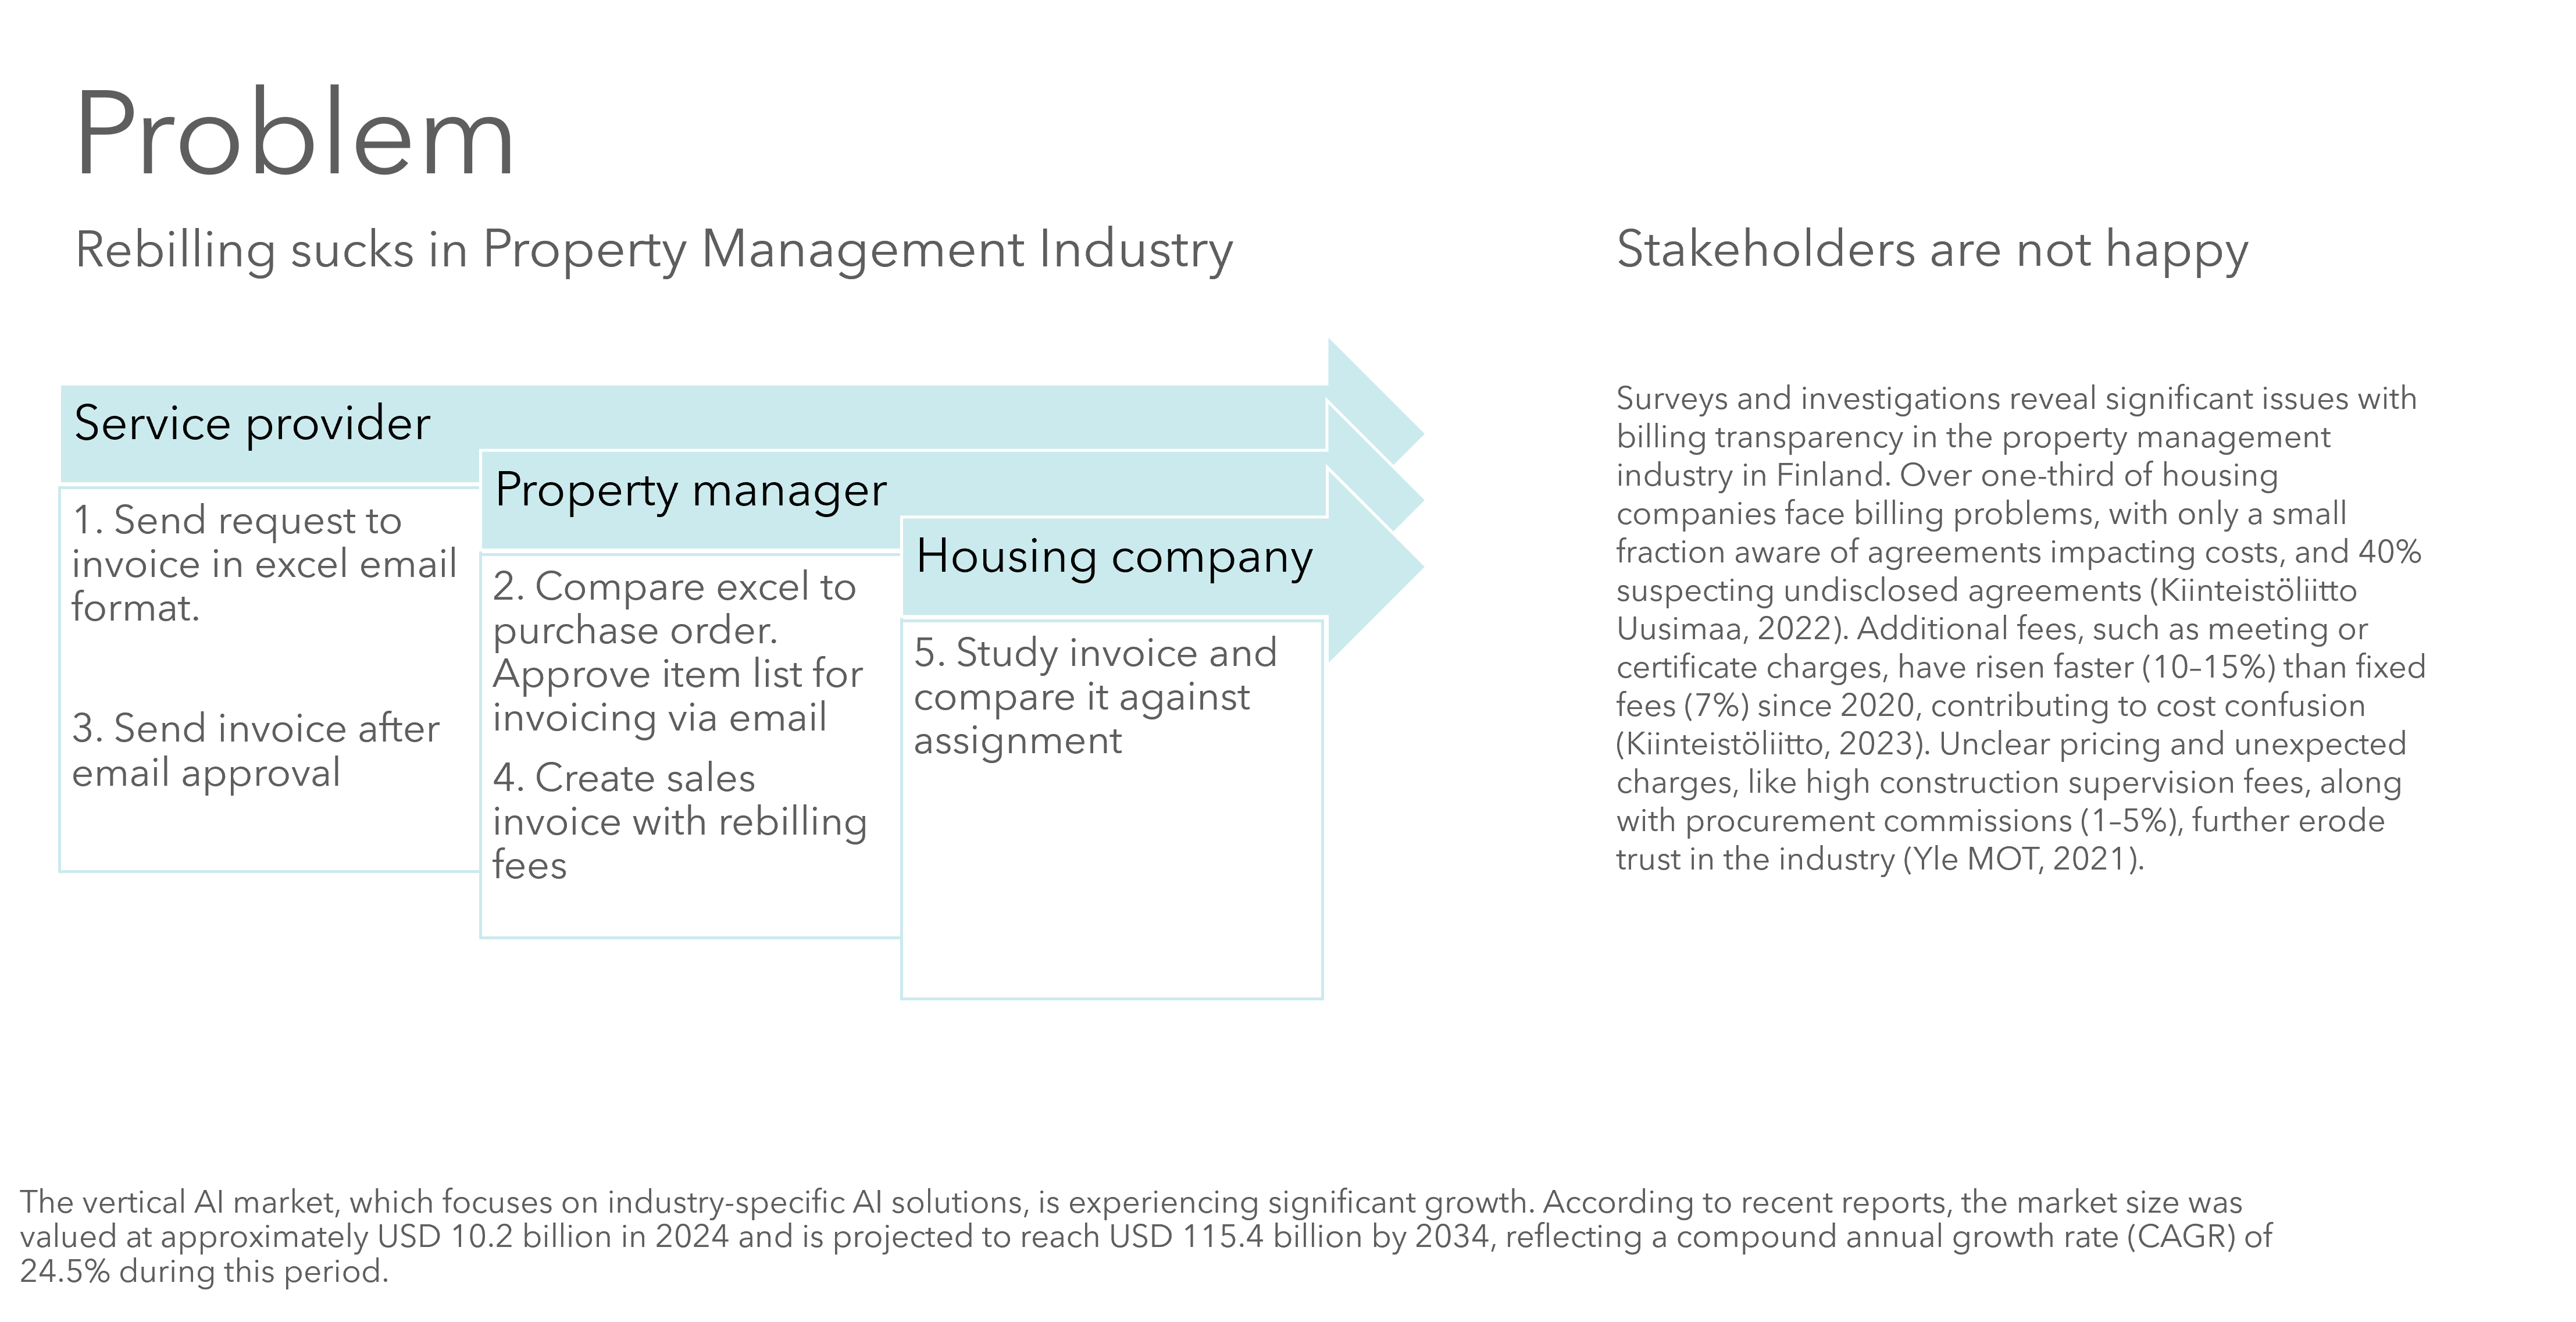 Problem
Rebilling sucks in Property Management Industry
Service provider
1. Send request to
invoice in excel email
format.
3. Send invoice after
email approval
Property manager
2. Compare excel to
purchase order.
Approve item list for
invoicing via email
4. Create sales
invoice with rebilling
fees
Housing company
5. Study invoice and
compare it against
assignment
Stakeholders are not happy
Surveys and investigations reveal significant issues with
billing transparency in the property management
industry in Finland. Over one-third of housing
companies face billing problems, with only a small
fraction aware of agreements impacting costs, and 40%
suspecting undisclosed agreements (Kiinteistöliitto
Uusimaa, 2022). Additional fees, such as meeting or
certificate charges, have risen faster (10–15%) than fixed
fees (7%) since 2020, contributing to cost confusion
(Kiinteistöliitto, 2023). Unclear pricing and unexpected
charges, like high construction supervision fees, along
with procurement commissions (1–5%), further erode
trust in the industry (Yle MOT, 2021).
The vertical AI market, which focuses on industry-specific AI solutions, is experiencing significant growth. According to recent reports, the market size was
valued at approximately USD 10.2 billion in 2024 and is projected to reach USD 115.4 billion by 2034, reflecting a compound annual growth rate (CAGR) of
24.5% during this period.